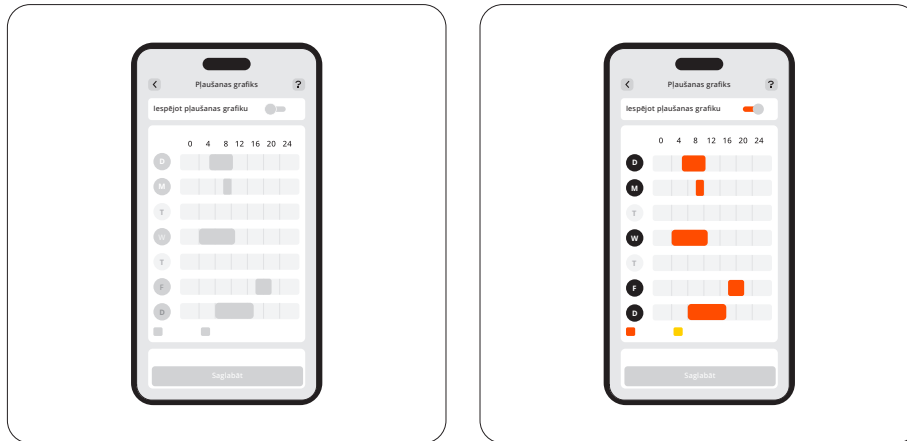 Pļaušanas grafiks ?
Iespējot pļaušanas grafiku
0 4 8 12 16 20 24
D
M
T
W
T
F
D
Saglabāt
Pļaušanas grafiks ?
Iespējot pļaušanas grafiku
0 4 8 12 16 20 24
D
M
T
W
T
F
D
Saglabāt